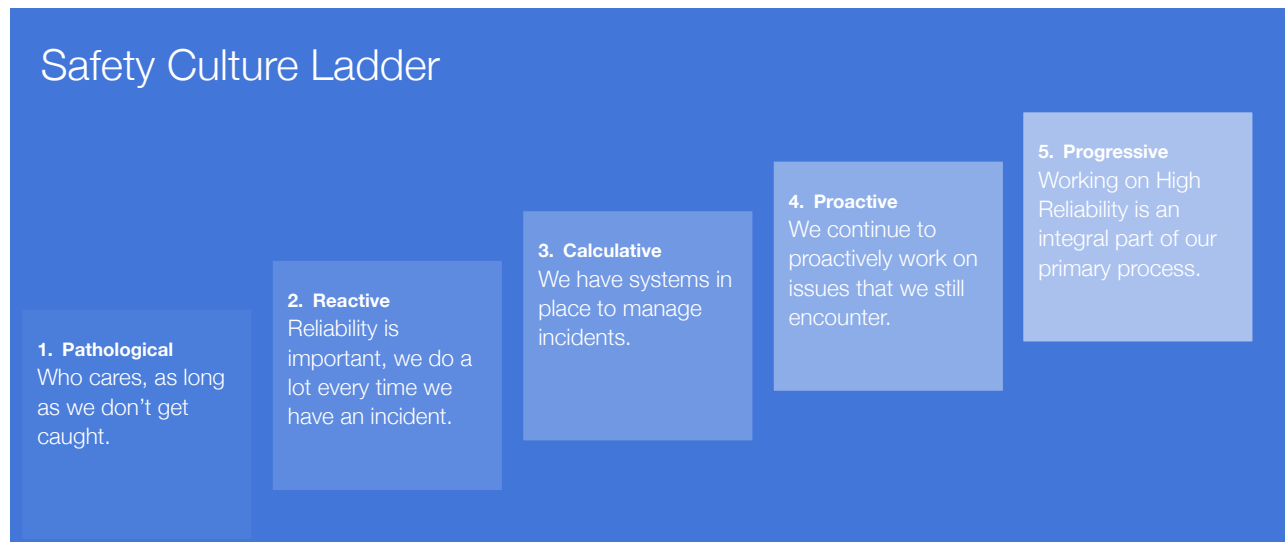 Safety Culture Ladder
1. Pathological
Who cares, as long
as we don’t get
caught.
2. Reactive
Reliability is
important, we do a
lot every time we
have an incident.
3. Calculative
We have systems in
place to manage
incidents.
4. Proactive
We continue to
proactively work on
issues that we still
encounter.
5. Progressive
Working on High
Reliability is an
integral part of our
primary process.